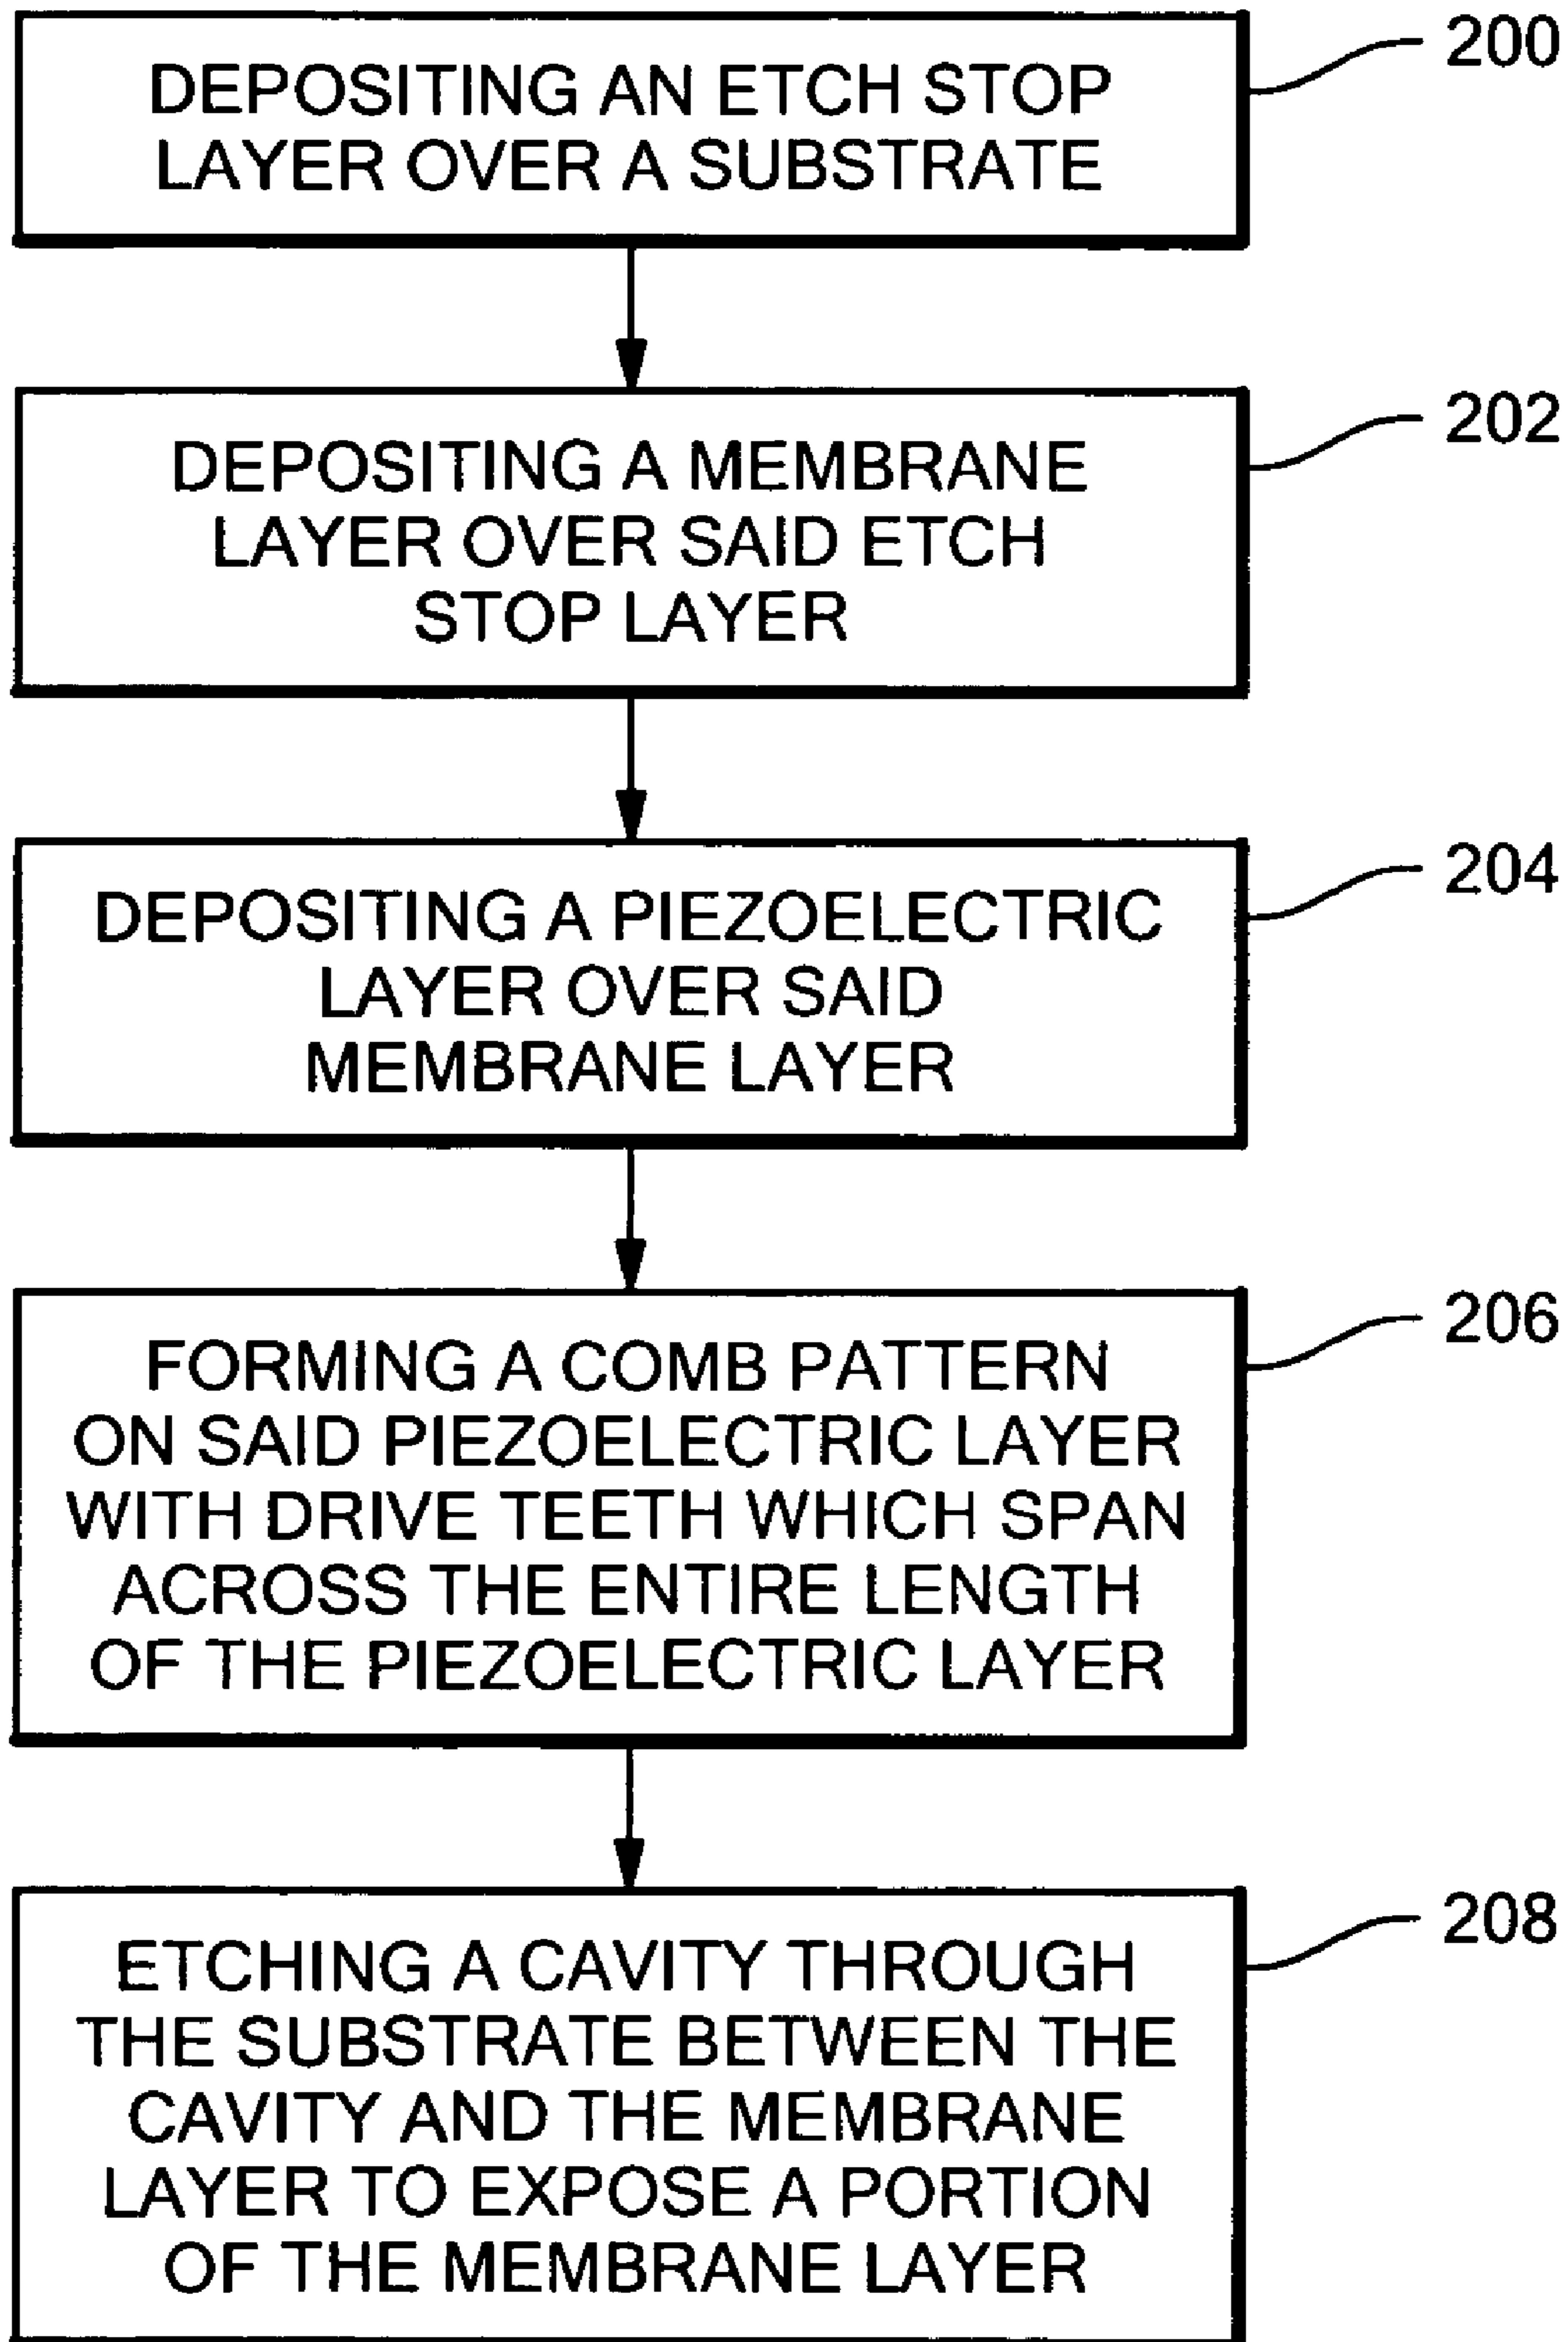 DEPOSITING AN ETCH STOP
LAYER OVER A SUBSTRATE
200
DEPOSITING A MEMBRANE
LAYER OVER SAID ETCH
STOP LAYER
202
DEPOSITING A PIEZOELECTRIC
LAYER OVER SAID
MEMBRANE LAYER
204
FORMING A COMB PATTERN
ON SAID PIEZOELECTRIC LAYER
WITH DRIVE TEETH WHICH SPAN
ACROSS THE ENTIRE LENGTH
OF THE PIEZOELECTRIC LAYER
206
ETCHING A CAVITY THROUGH
THE SUBSTRATE BETWEEN THE
CAVITY AND THE MEMBRANE
LAYER TO EXPOSE A PORTION
OF THE MEMBRANE LAYER
208